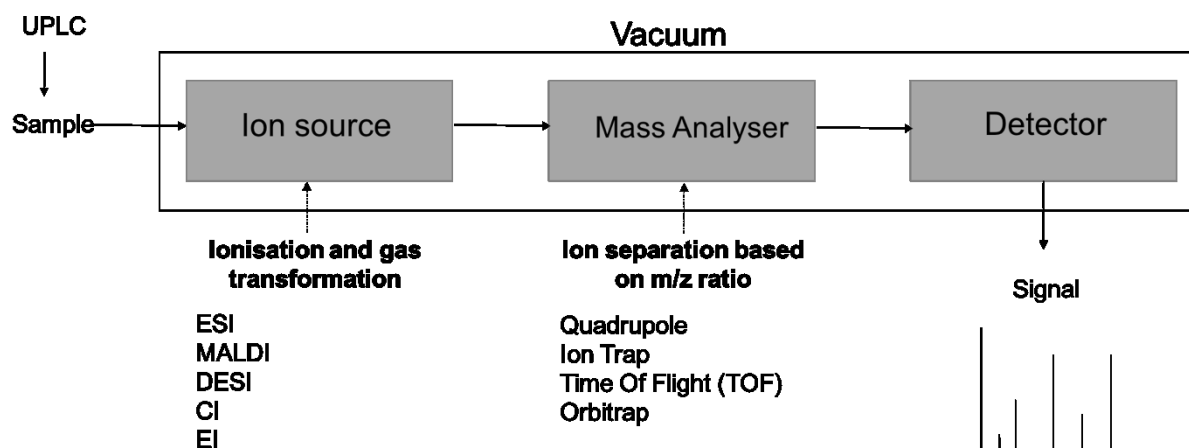 UPLC
Vacuum
Sample
Ion source
Mass Analyser
Detector
Ionisation and gas
transformation
Ion separation based
on m/z ratio
Signal
ESI
MALDI
DESI
CI
EI
Quadrupole
Ion Trap
Time Of Flight (TOF)
Orbitrap